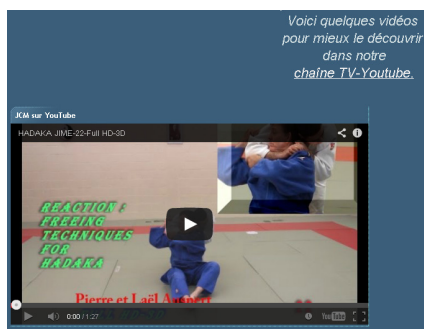 Voici quelques vidéos
pour mieux le découvrir
dans notre
chaîne TV-Youtube.
JCM sur YouTube
HADAKA JIME-22-Full HD-3D
REACTION :
FREEING
TECHNIQUES
FOR
HADAKA
Pierre et Laël
0:00 / 1:27
YouTube